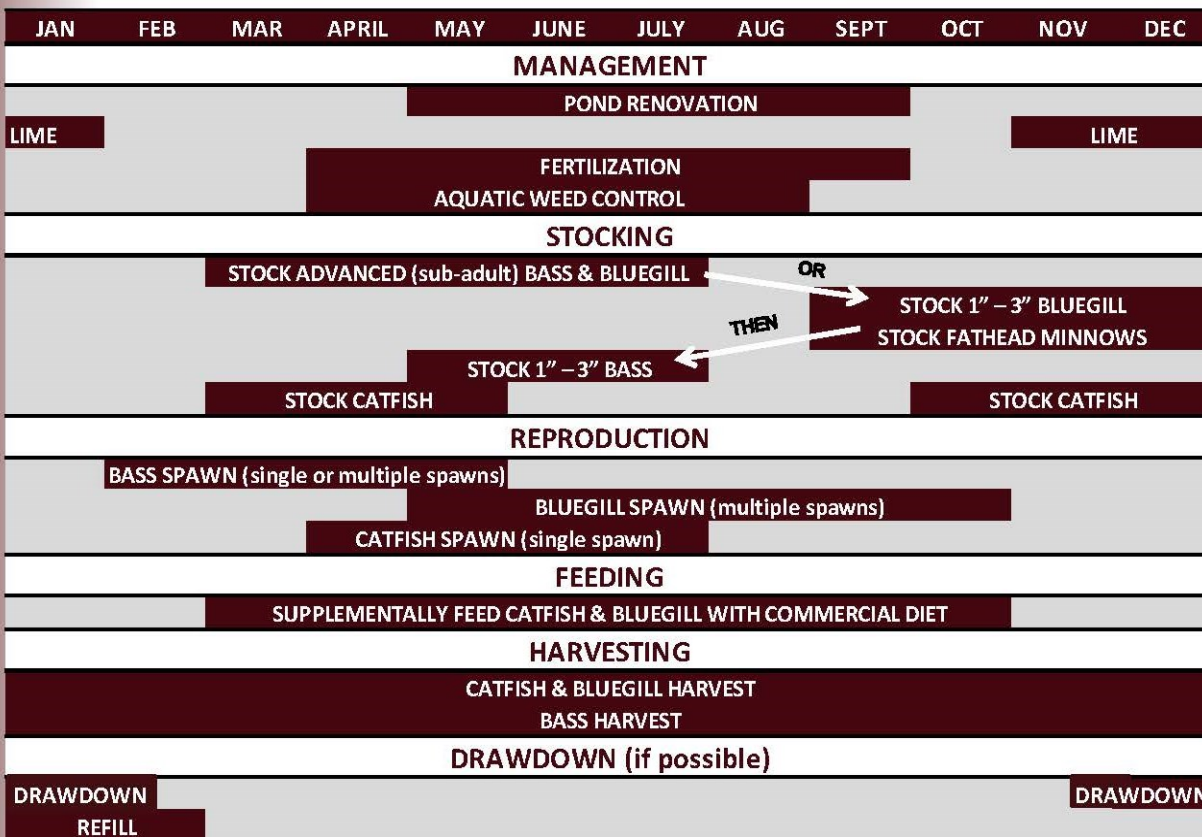 JAN FEB MAR APRIL MAY JUNE JULY AUG SEPT OCT NOV DEC
MANAGEMENT
POND RENOVATION
LIME LIME
FERTILIZATION
AQUATIC WEED CONTROL
STOCKING
STOCK ADVANCED (sub-adult) BASS & BLUEGILL OR
STOCK 1” – 3” BLUEGILL
THEN STOCK FATHEAD MINNOWS
STOCK 1” – 3” BASS
STOCK CATFISH STOCK CATFISH
REPRODUCTION
BASS SPAWN (single or multiple spawns)
BLUEGILL SPAWN (multiple spawns)
CATFISH SPAWN (single spawn)
FEEDING
SUPPLEMENTALLY FEED CATFISH & BLUEGILL WITH COMMERCIAL DIET
HARVESTING
CATFISH & BLUEGILL HARVEST
BASS HARVEST
DRAWDOWN (if possible)
DRAWDOWN DRAWDOWN
REFILL